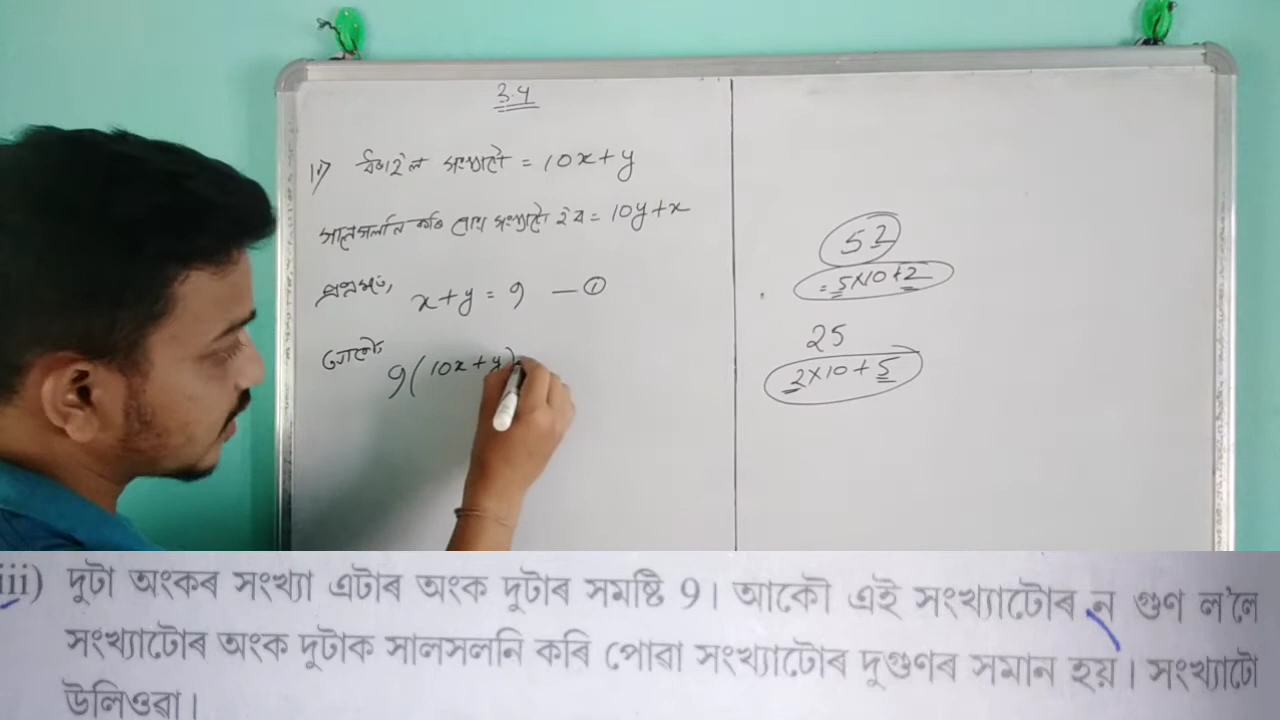 3.4
ধৰাহ'ল সংখ্যাটো = 10x + y
সালসলনি কৰি পোৱা সংখ্যাটো হ'ব = 10y + x
প্ৰশ্নমতে,
x + y = 9 — ①
আকৌ,
9(10x + y) =
52
= 5×10+2
25
2×10 + 5
iii) দুটা অংকৰ সংখ্যা এটাৰ অংক দুটাৰ সমষ্টি 9। আকৌ এই সংখ্যাটোৰ ন গুণ ল'লে
সংখ্যাটোৰ অংক দুটাক সালসলনি কৰি পোৱা সংখ্যাটোৰ দুগুণৰ সমান হয়। সংখ্যাটো
উলিওৱা।